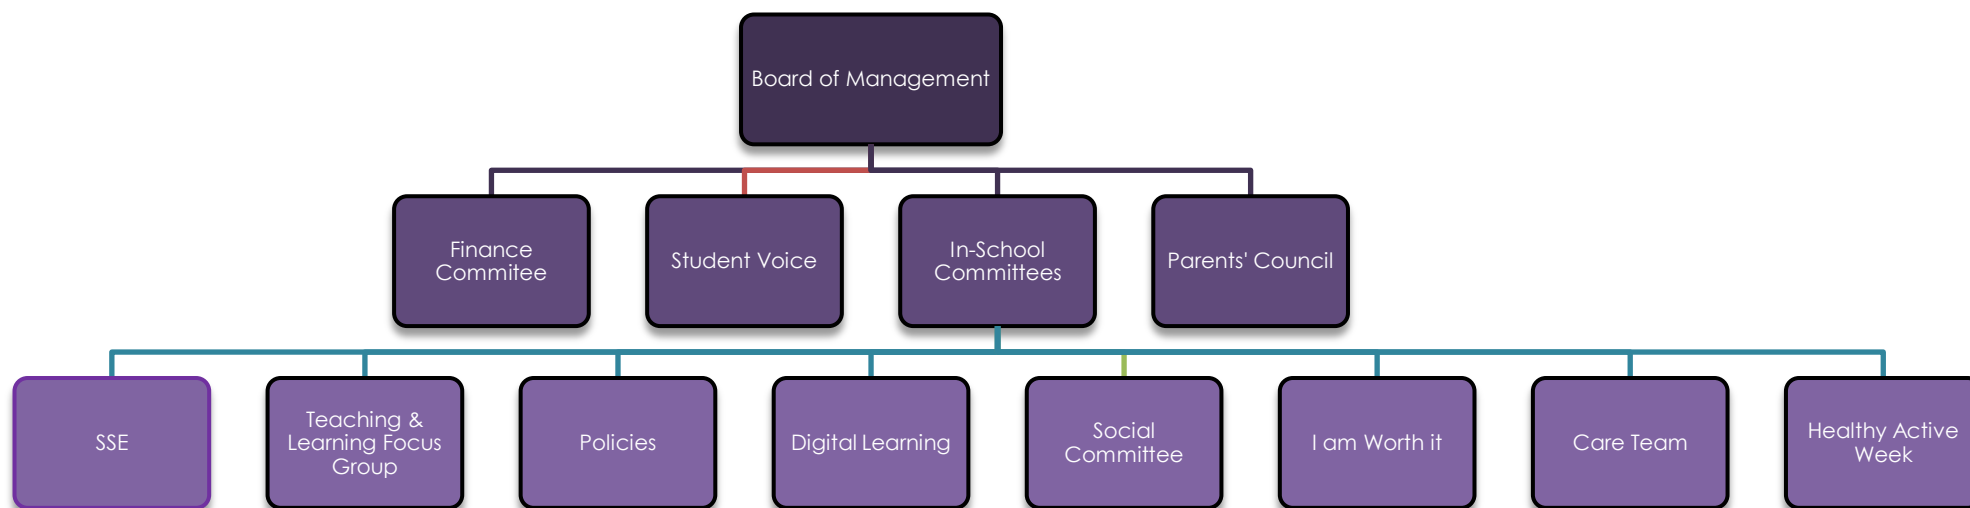 Board of Management
Finance
Commitee
Student Voice
In-School
Committees
Parents' Council
SSE
Teaching &
Learning Focus
Group
Policies
Digital Learning
Social
Committee
I am Worth it
Care Team
Healthy Active
Week